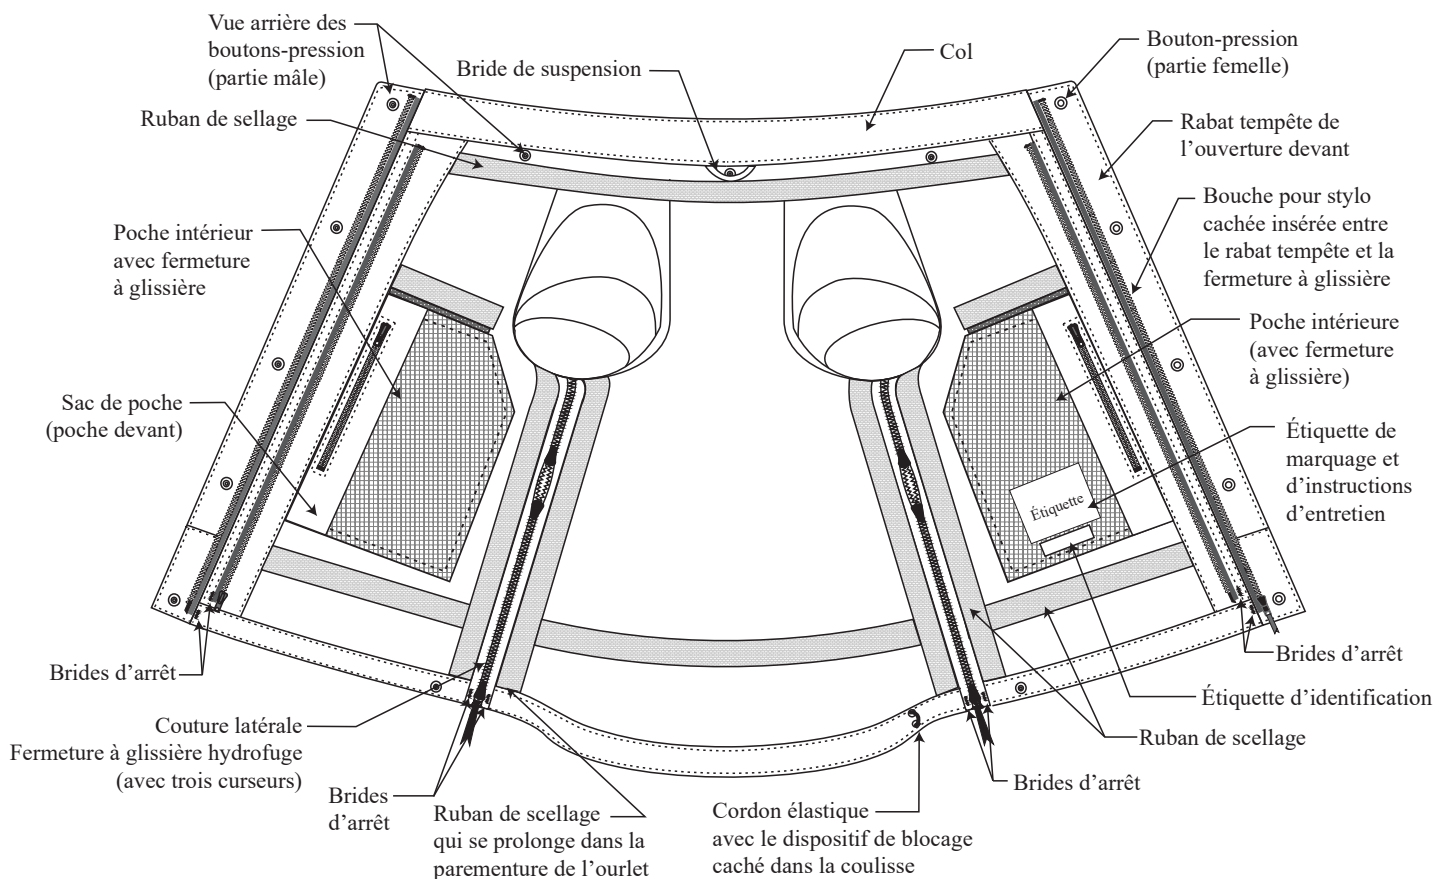 Vue arrière des
boutons-pression
(partie mâle)
Bride de suspension
Col
Bouton-pression
(partie femelle)
Ruban de sellage
Rabat tempête de
l’ouverture devant
Poche intérieur
avec fermeture
à glissière
Bouche pour stylo
cachée insérée entre
le rabat tempête et la
fermeture à glissière
Poche intérieure
(avec fermeture
à glissière)
Sac de poche
(poche devant)
Étiquette de
marquage et
d’instructions
d’entretien
Étiquette
Brides d’arrêt
Brides d’arrêt
Étiquette d’identification
Couture latérale
Fermeture à glissière hydrofuge
(avec trois curseurs)
Ruban de scellage
Brides
d’arrêt
Ruban de scellage
qui se prolonge dans la
parementure de l’ourlet
Cordon élastique
avec le dispositif de blocage
caché dans la coulisse
Brides d’arrêt